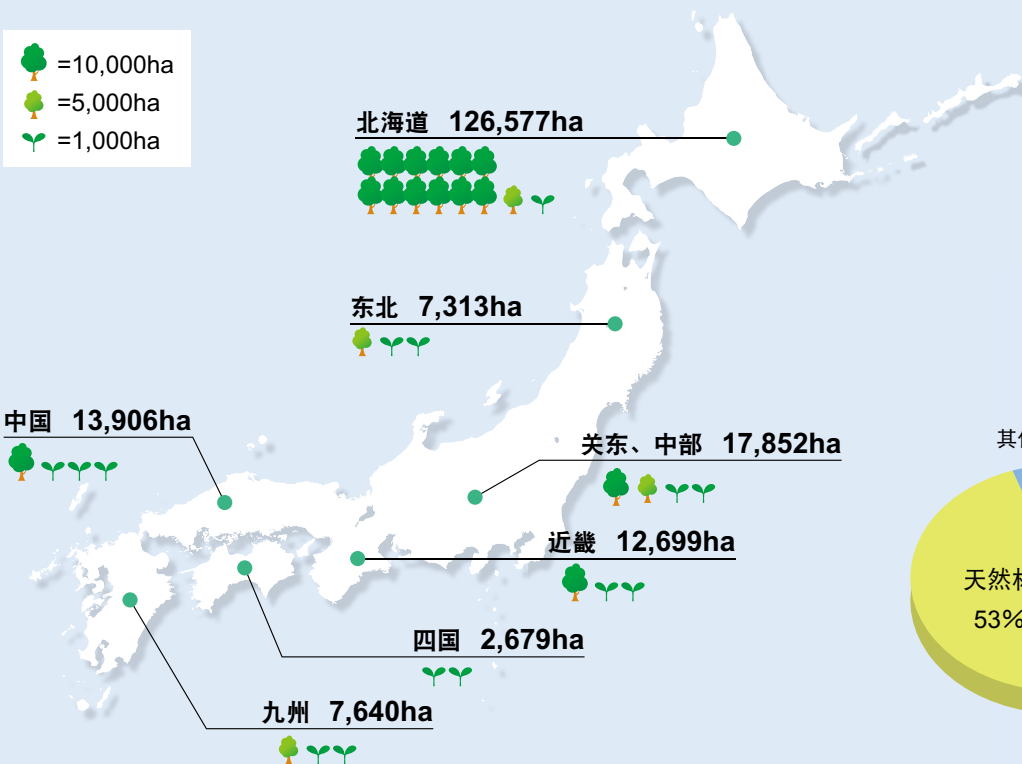 =10,000ha
=5,000ha
=1,000ha
北海道 126,577ha
东北 7,313ha
中国 13,906ha
关东、中部 17,852ha
近畿 12,699ha
四国 2,679ha
九州 7,640ha
其
天然
53%